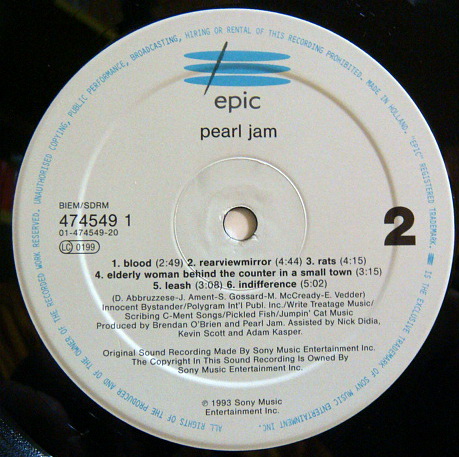 epic
pearl jam
BIEM/SDRM
474549 1
01-474549-20
LC 0199
2
1. blood (2:49) 2. rearviewmirror (4:44) 3. rats (4:15)
4. elderly woman behind the counter in a small town (3:15)
5. leash (3:08) 6. indifference (5:02)
(D. Abbruzzese-J. Ament-S. Gossard-M. McCready-E. Vedder)
Innocent Bystander/Polygram Int'l Publ. Inc./Write Treatage Music/
Scribing C-Ment Songs/Pickled Fish/Jumpin' Cat Music
Produced by Brendan O'Brien and Pearl Jam. Assisted by Nick Didia,
Kevin Scott and Adam Kasper.
Original Sound Recording Made By Sony Music Entertainment Inc.
The Copyright In This Sound Recording Is Owned By
Sony Music Entertainment Inc.
℗ 1993 Sony Music
Entertainment Inc.
ALL RIGHTS OF THE PRODUCER AND OF THE OWNER OF THE RECORDED WORK RESERVED. UNAUTHORISED COPYING, PUBLIC PERFORMANCE, BROADCASTING, HIRING OR RENTAL OF THIS RECORDING PROHIBITED. MADE IN HOLLAND. "EPIC" REGISTERED TRADEMARK. IS THE EXCLUSIVE TRADEMARK OF SONY MUSIC ENTERTAINMENT INC.